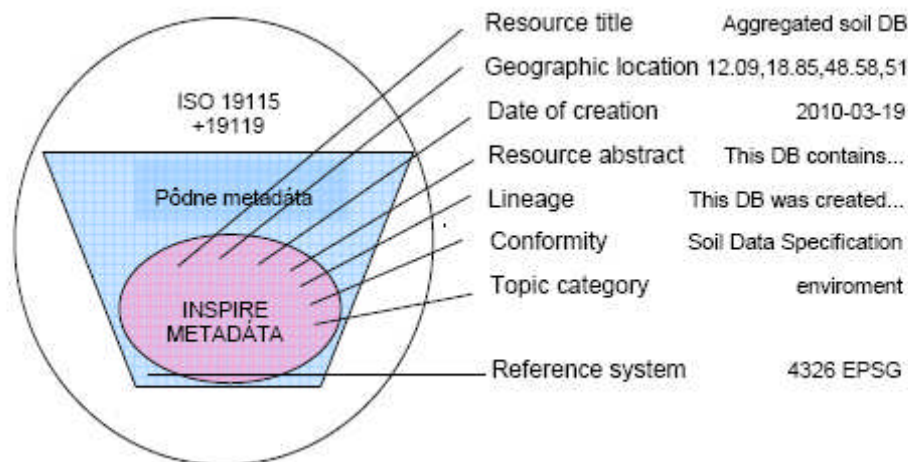 ISO 19115
+19119
Pôdne metadáta
INSPIRE
METADÁTA
Resource title Aggregated soil DB
Geographic location 12.09,18.85,48.58,51
Date of creation 2010-03-19
Resource abstract This DB contains...
Lineage This DB was created...
Conformity Soil Data Specification
Topic category enviroment
Reference system 4326 EPSG